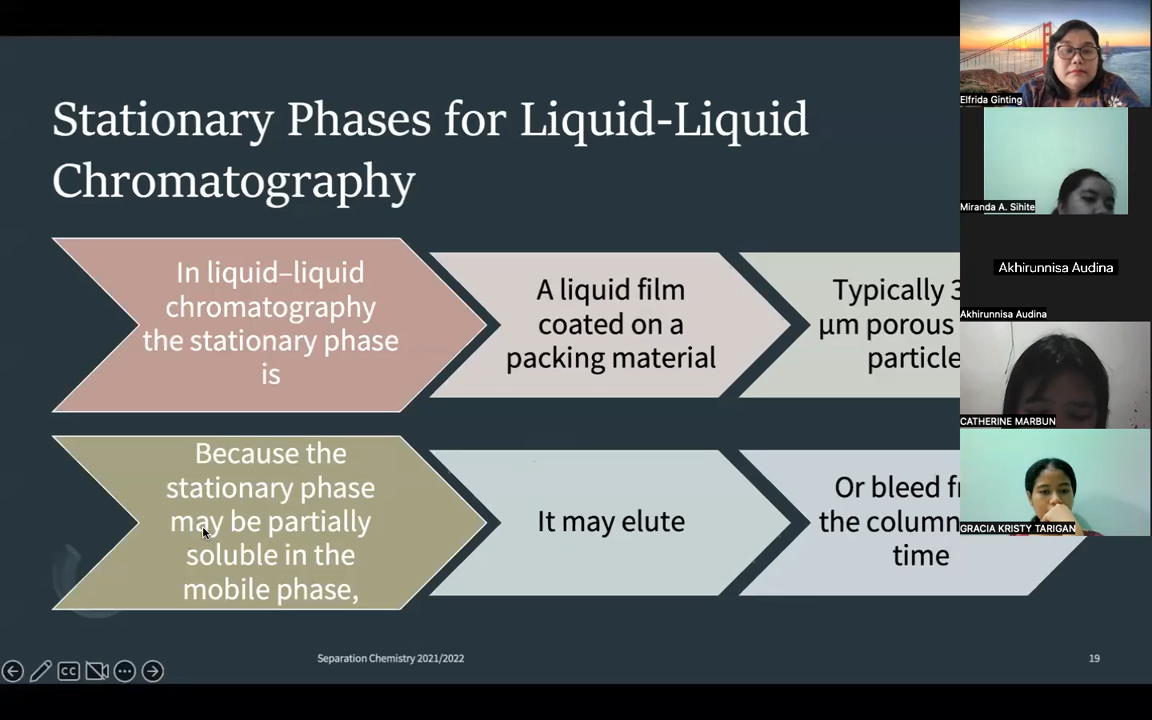 Stationary Phases for Liquid-Liquid
Chromatography
In liquid–liquid
chromatography
the stationary phase
is
A liquid film
coated on a
packing material
Typically 3
µm porous
particle
Because the
stationary phase
may be partially
soluble in the
mobile phase,
It may elute
Or bleed
the column
time
Separation Chemistry 2021/2022
19
CC
Elfrida Ginting
Miranda A. Sihite
Akhirunnisa Audina
Akhirunnisa Audina
CATHERINE MARBUN
GRACIA KRISTY TARIGAN